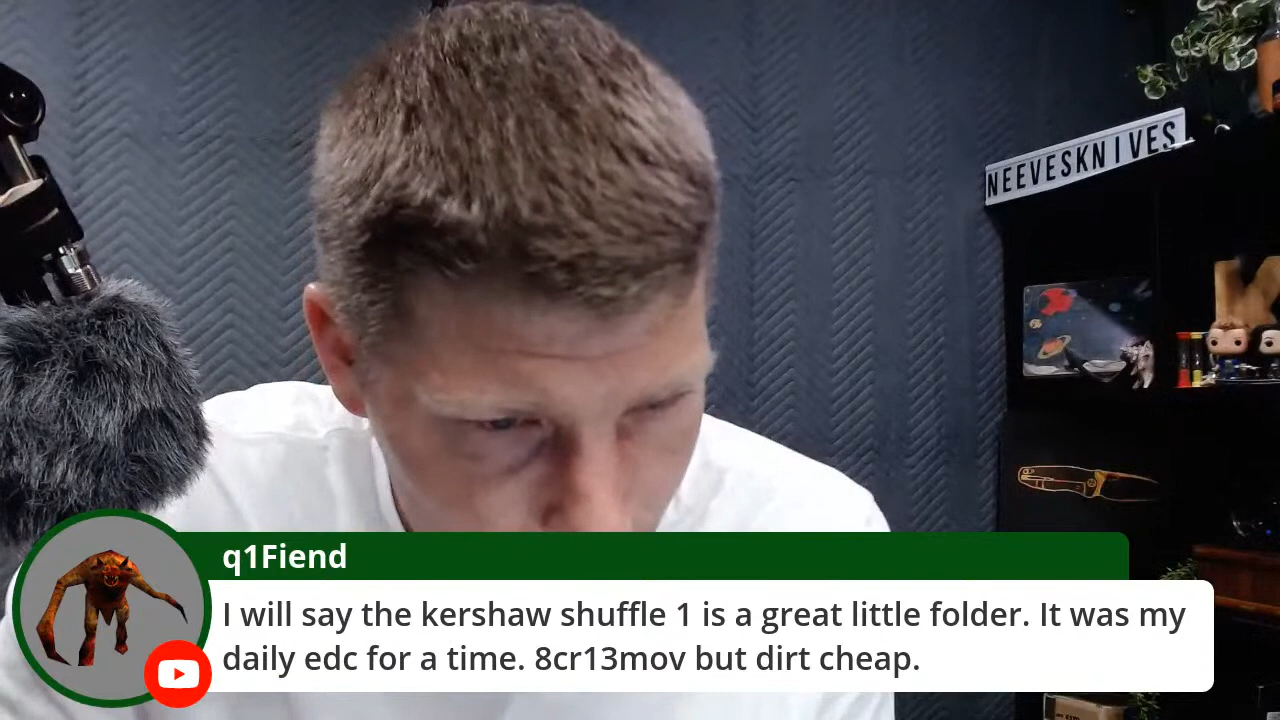 NEEVESKNIVES
q1Fiend
I will say the kershaw shuffle 1 is a great little folder. It was my
daily edc for a time. 8cr13mov but dirt cheap.